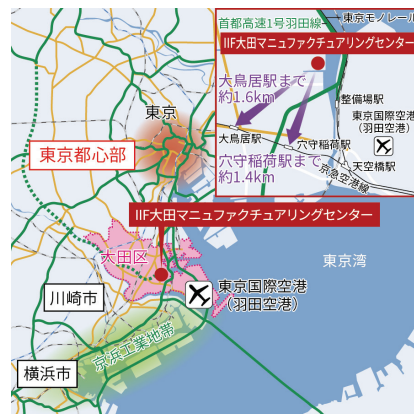 首都高速1号羽田線
東京モノレール
IIF大田マニュファクチュアリングセンター
大鳥居駅まで
約1.6km
整備場駅
東京国際空港
(羽田空港)
大鳥居駅
穴守稲荷駅
穴守稲荷駅まで
約1.4km
天空橋駅
京急空港線
東京
東京都心部
IIF大田マニュファクチュアリングセンター
大田区
東京湾
川崎市
東京国際空港
(羽田空港)
京浜工業地帯
横浜市